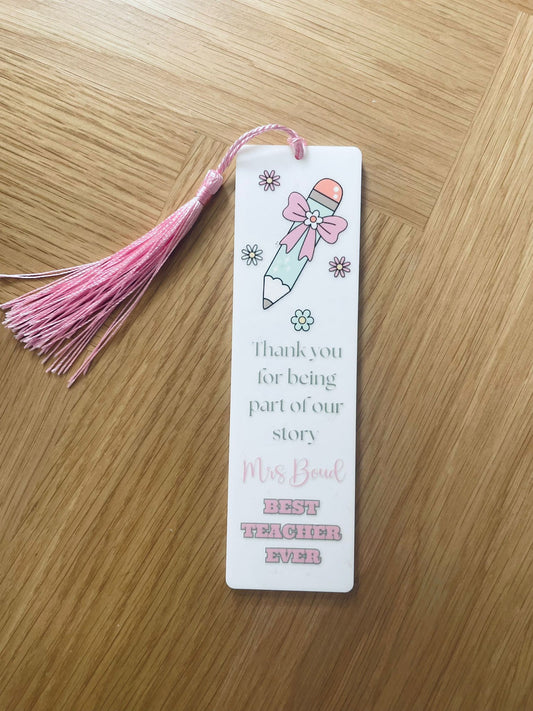 Thank you
for being
part of our
story
Mrs Boud
BEST
TEACHER
EVER